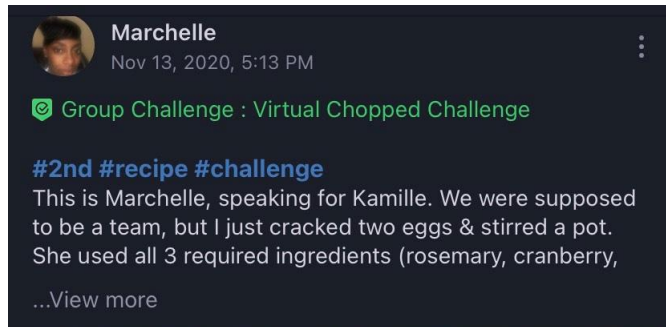 Marchelle
Nov 13, 2020, 5:13 PM
Group Challenge : Virtual Chopped Challenge
#2nd #recipe #challenge
This is Marchelle, speaking for Kamille. We were supposed
to be a team, but I just cracked two eggs & stirred a pot.
She used all 3 required ingredients (rosemary, cranberry,
...View more